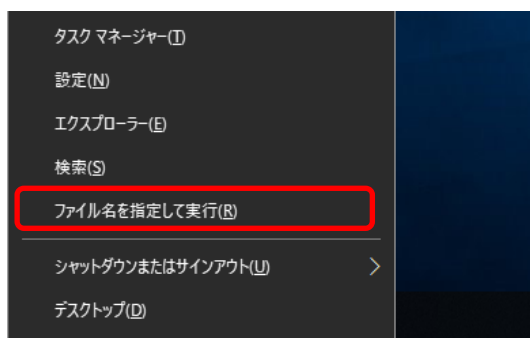 タスク マネージャー(T)
設定(N)
エクスプローラー(E)
検索(S)
ファイル名を指定して実行(R)
シャットダウンまたはサインアウト(U)
デスクトップ(D)